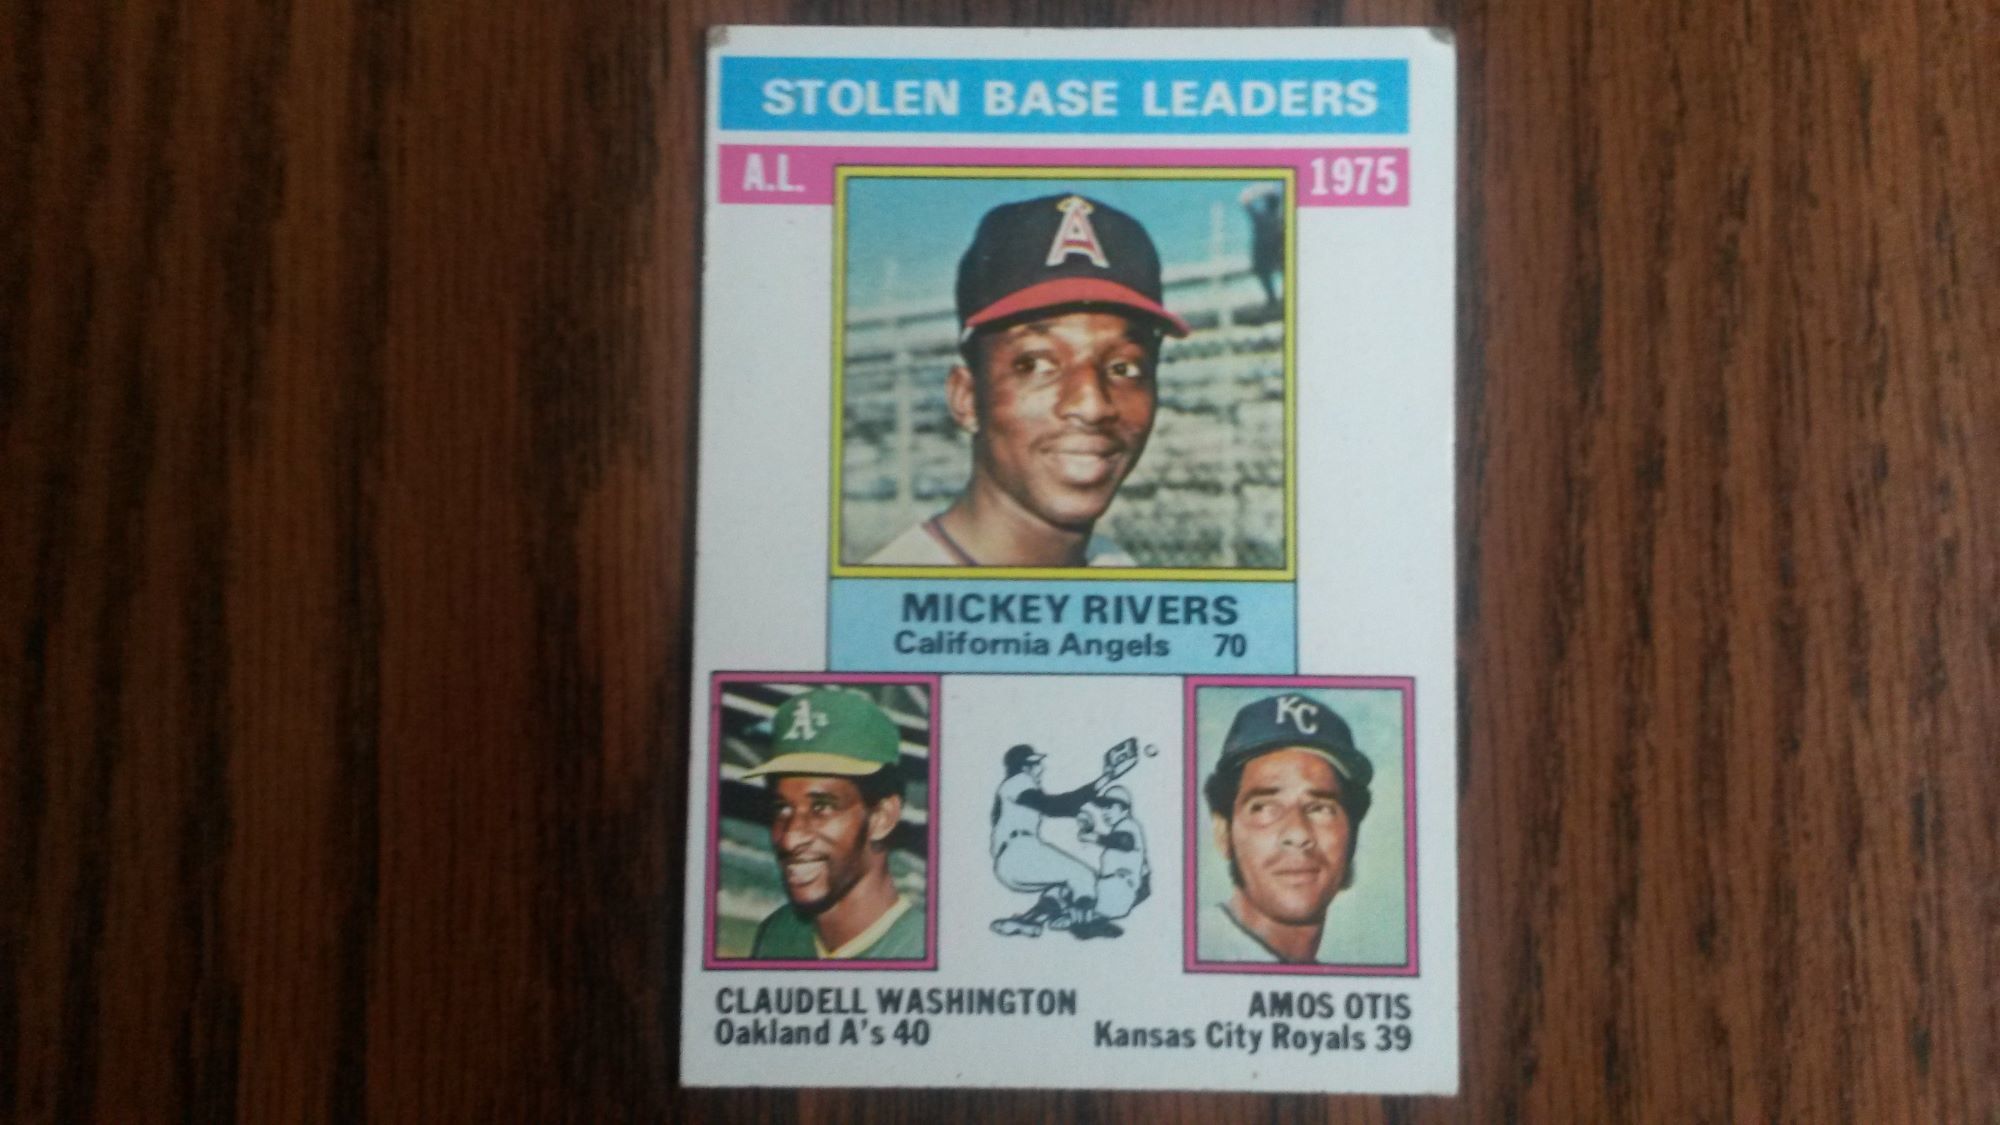 STOLEN BASE LEADERS
A.L. 1975
A
MICKEY RIVERS
California Angels 70
A's
KC
CLAUDELL WASHINGTON
Oakland A's 40
AMOS OTIS
Kansas City Royals 39